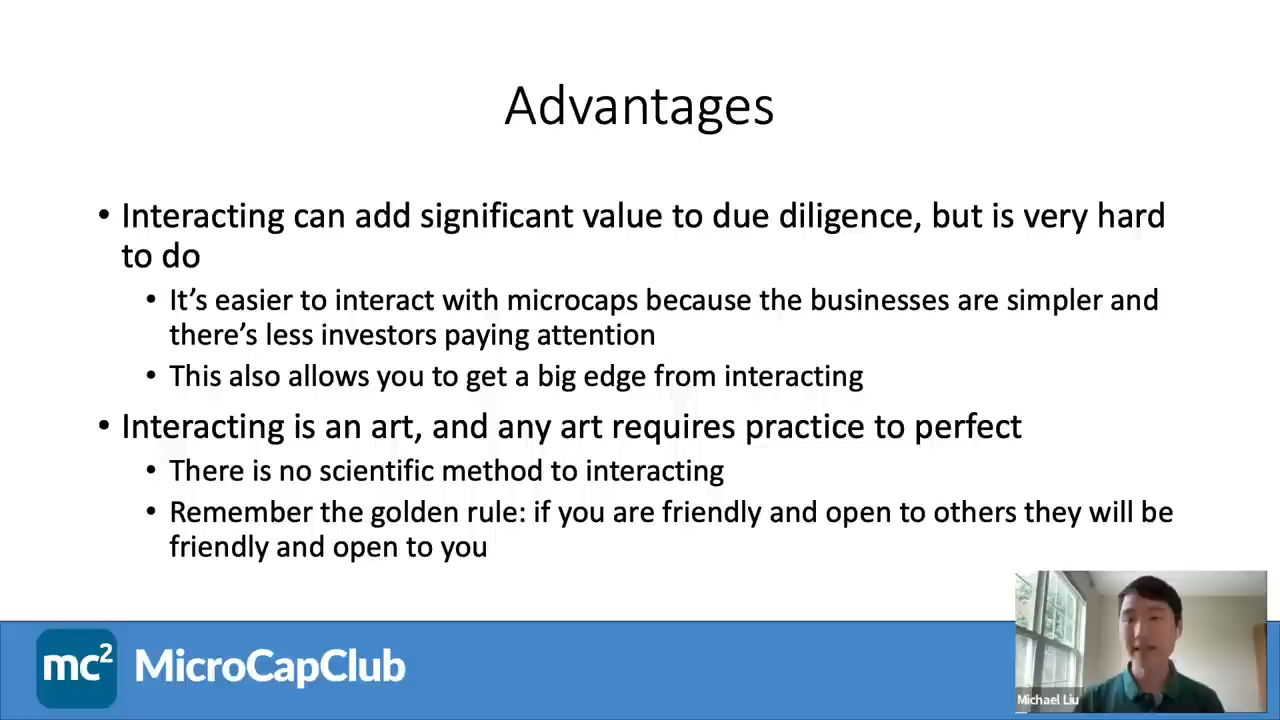 Advantages
• Interacting can add significant value to due diligence, but is very hard
to do
• It’s easier to interact with microcaps because the businesses are simpler and
there’s less investors paying attention
• This also allows you to get a big edge from interacting
• Interacting is an art, and any art requires practice to perfect
• There is no scientific method to interacting
• Remember the golden rule: if you are friendly and open to others they will be
friendly and open to you
mc² MicroCapClub
Michael Liu